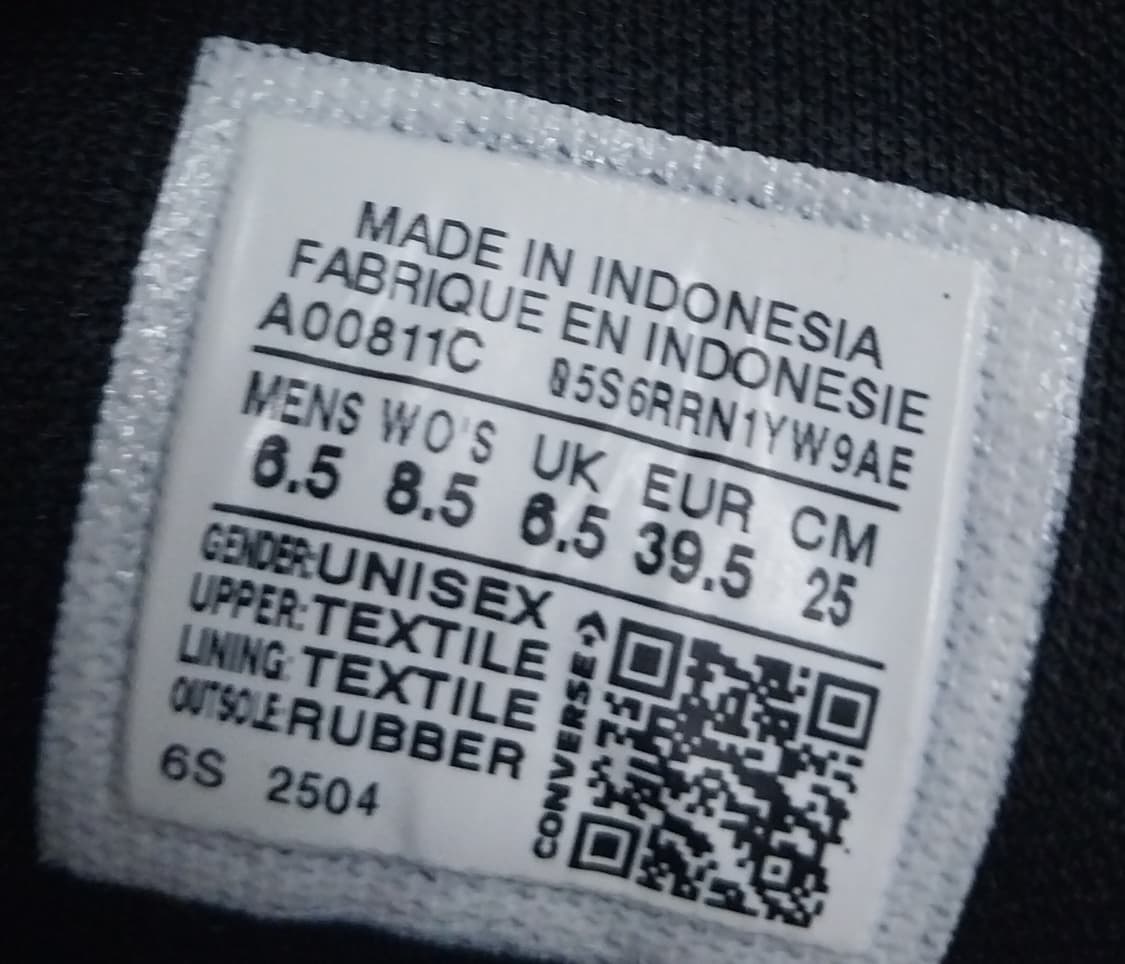 MADE IN INDONESIA
FABRIQUE EN INDONESIE
A00811C 05S6RRN1YW9AE
MENS WO'S UK EUR CM
6.5 8.5 6.5 39.5 25
GENDER:UNISEX
UPPER:TEXTILE
LINING:TEXTILE
OUTSOLE:RUBBER
6S 2504
CONVERSE